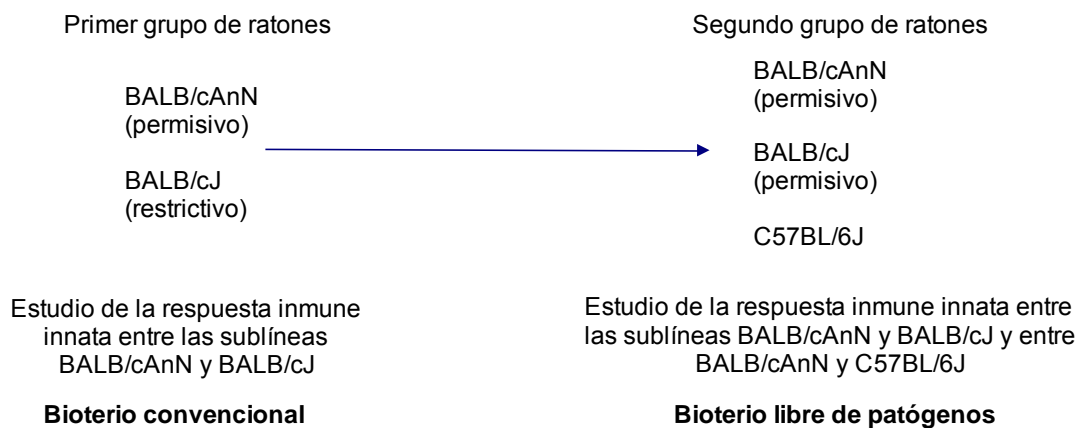 Primer grupo de ratones
BALB/cAnN
(permisivo)
BALB/cJ
(restrictivo)
Estudio de la respuesta inmune
innata entre las sublíneas
BALB/cAnN y BALB/cJ
Bioterio convencional
Segundo grupo de ratones
BALB/cAnN
(permisivo)
BALB/cJ
(permisivo)
C57BL/6J
Estudio de la respuesta inmune innata entre
las sublíneas BALB/cAnN y BALB/cJ y entre
BALB/cAnN y C57BL/6J
Bioterio libre de patógenos